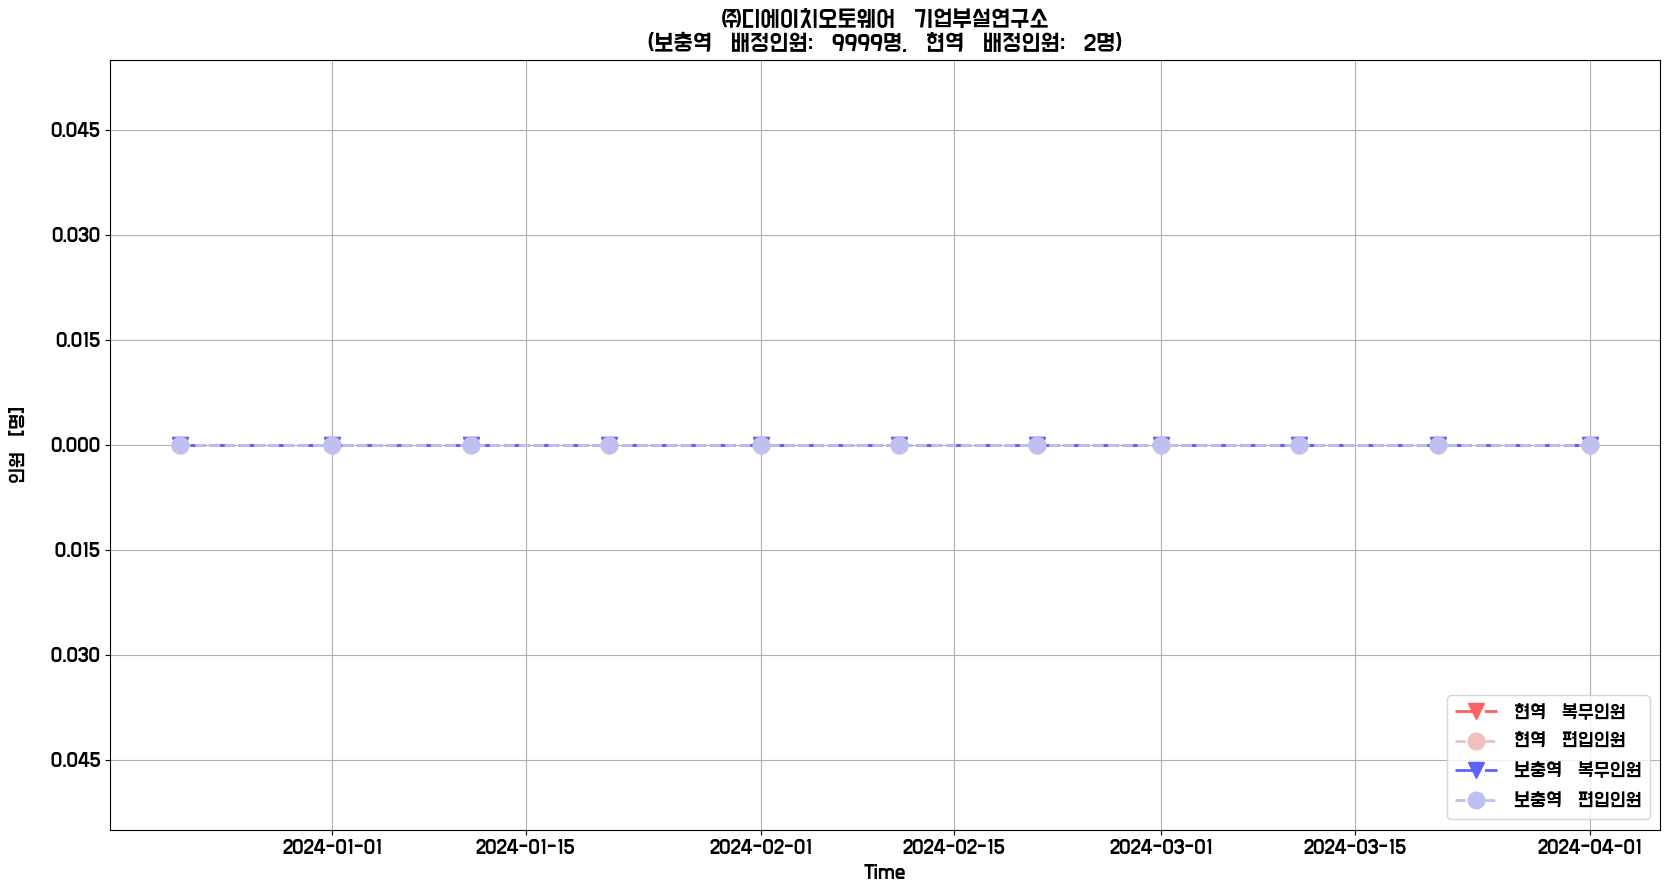 ㈜디에이치오토웨어 기업부설연구소
(보충역 배정인원: 9999명, 현역 배정인원: 2명)
0.045
0.030
0.015
0.000
0.015
0.030
0.045
인원 [명]
현역 복무인원
현역 편입인원
보충역 복무인원
보충역 편입인원
2024-01-01 2024-01-15 2024-02-01 2024-02-15 2024-03-01 2024-03-15 2024-04-01
Time